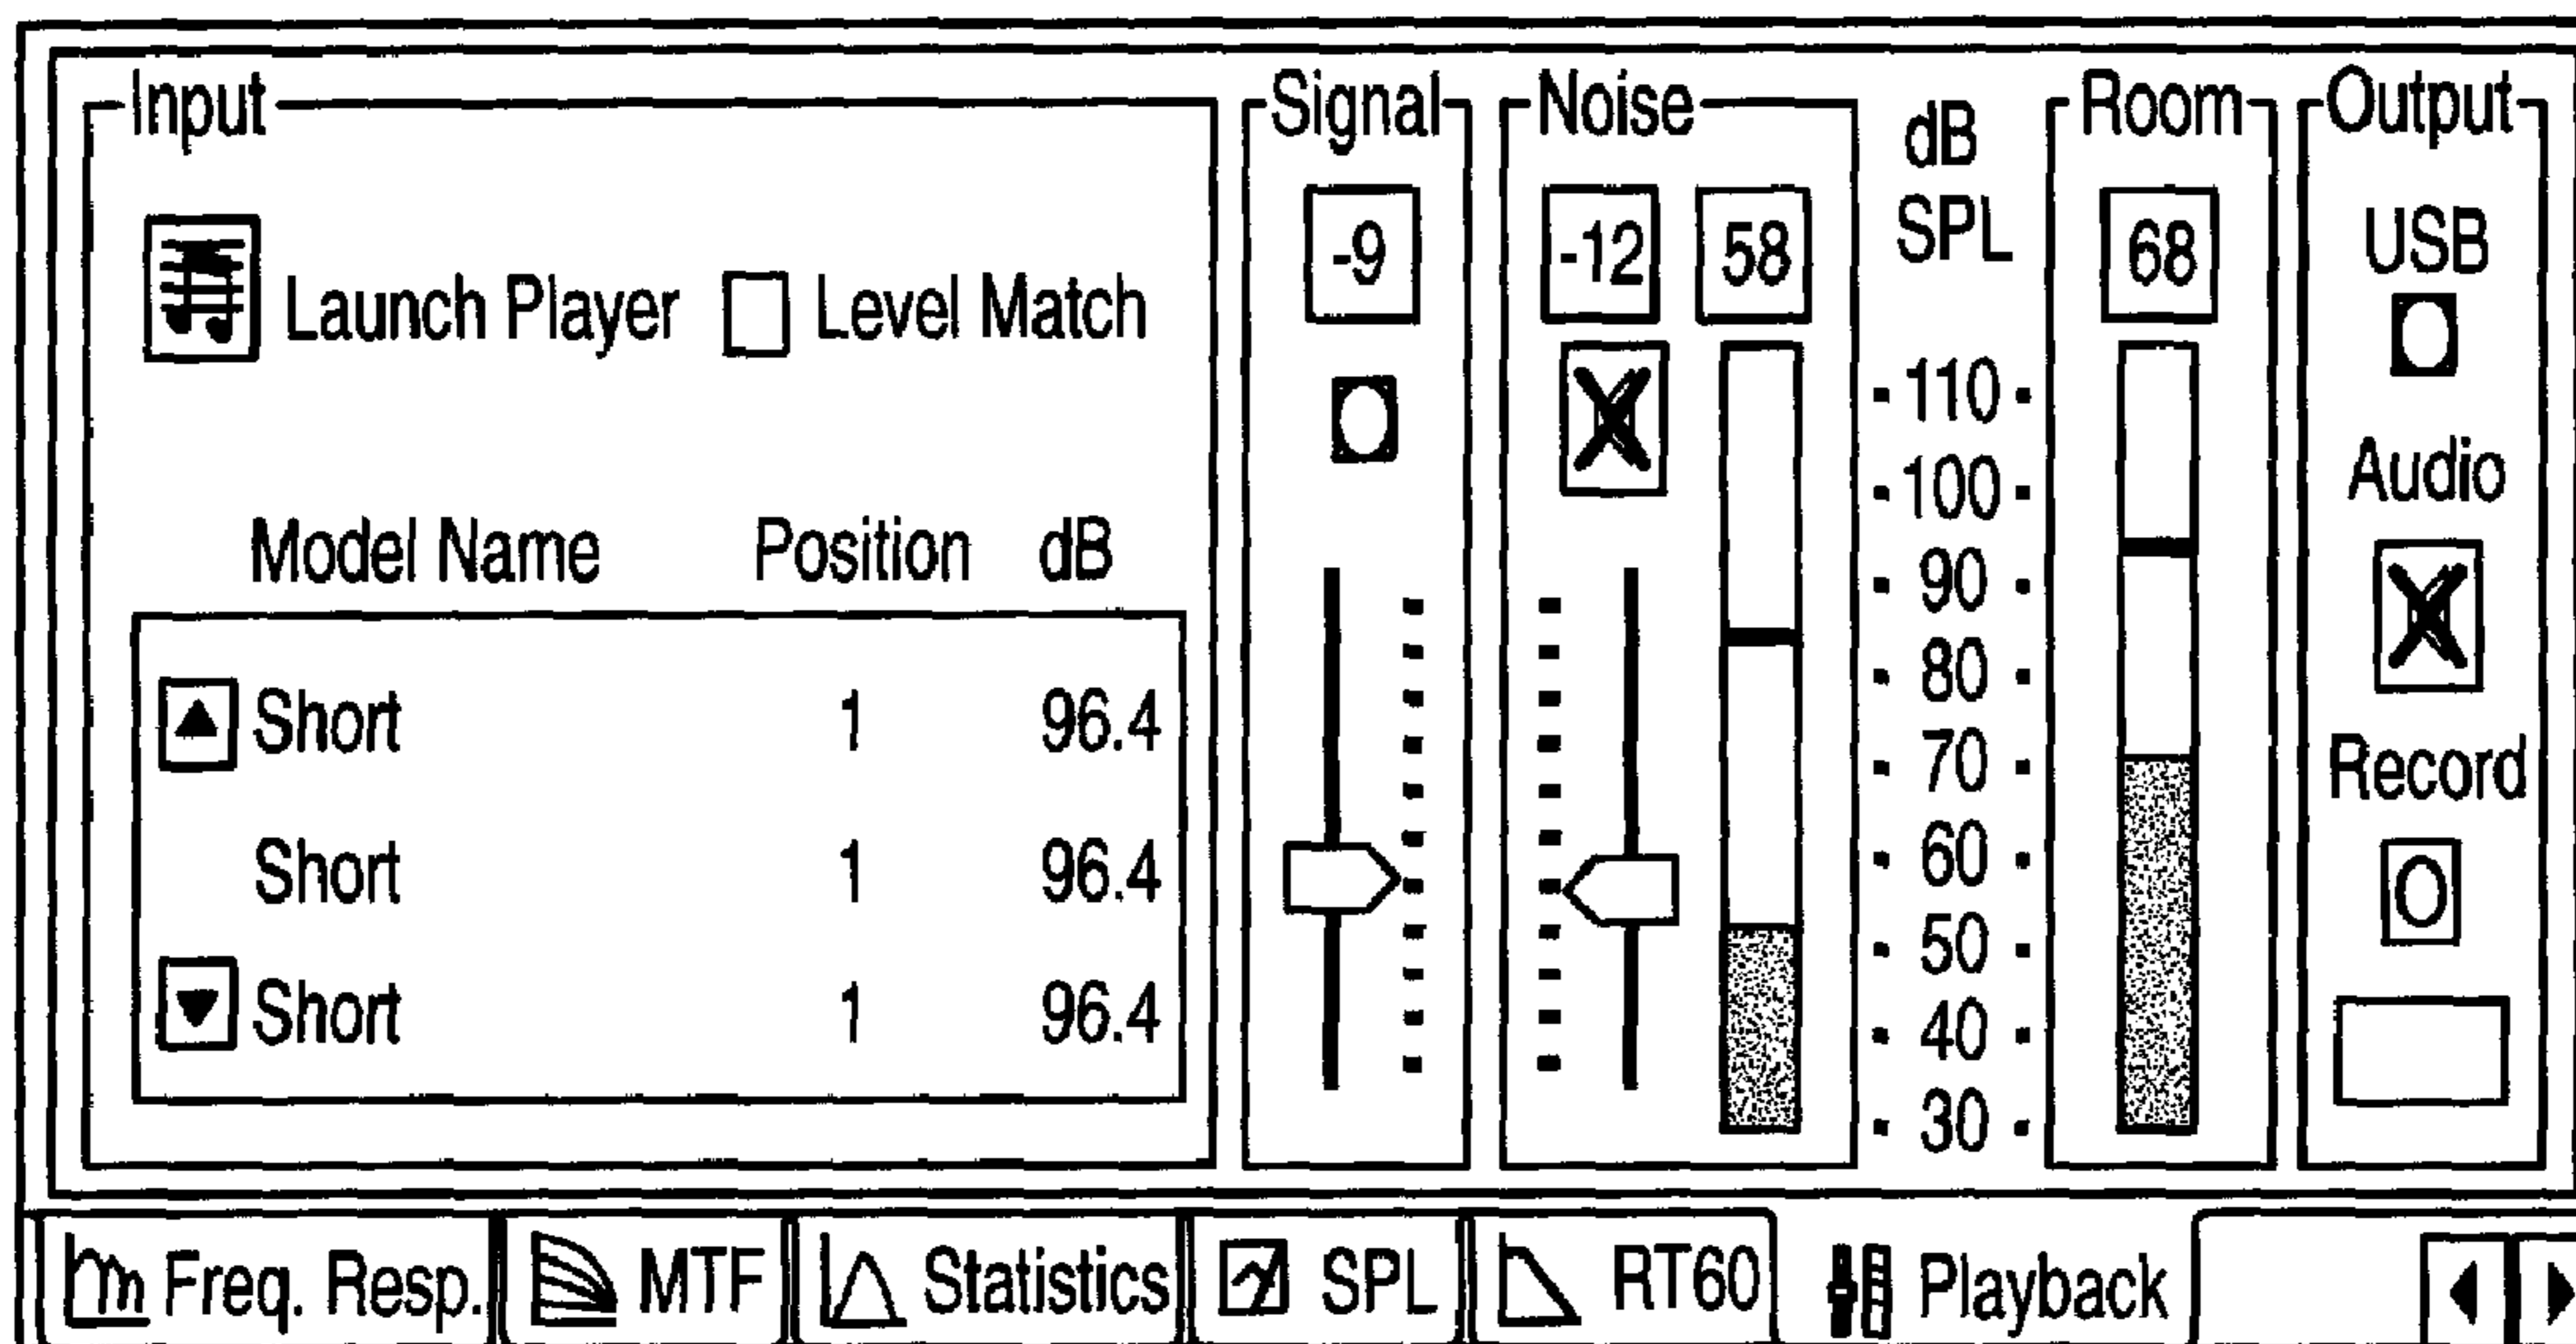 Input
Launch Player Level Match
Model Name Position dB
Short 1 96.4
Short 1 96.4
Short 1 96.4
Signal
-9
Noise
-12 58
dB
SPL
110
100
90
80
70
60
50
40
30
Room
68
Output
USB
Audio
Record
Freq. Resp. MTF Statistics SPL RT60 Playback